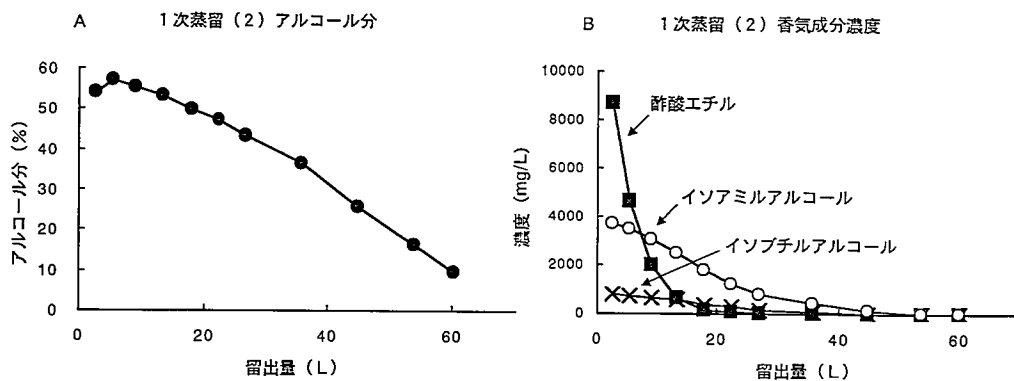 A 1次蒸留（2）アルコール分
60
50
40
30
20
10
0
アルコール分（%）
0 20 40 60
留出量（L）
B 1次蒸留（2）香気成分濃度
10000
8000
6000
4000
2000
0
濃度（mg/L）
酢酸エチル
イソアミルアルコール
イソブチルアルコール
0 20 40 60
留出量（L）